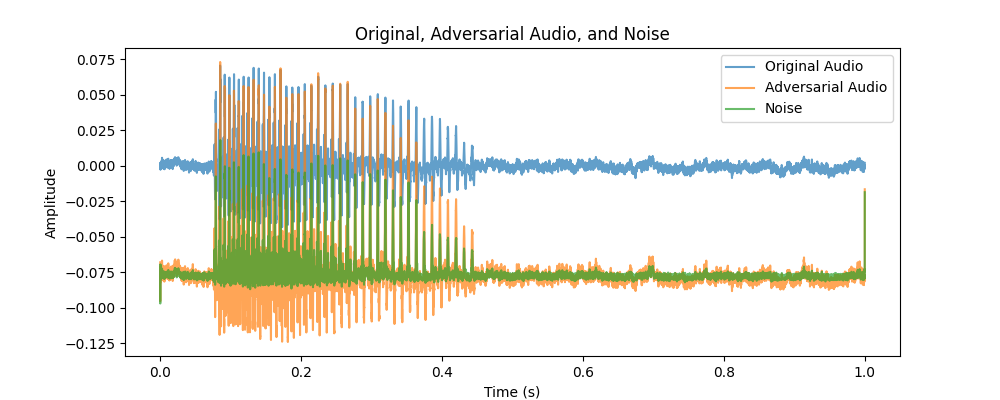 Original, Adversarial Audio, and Noise
Original Audio
Adversarial Audio
Noise
Amplitude
0.075
0.050
0.025
0.000
−0.025
−0.050
−0.075
−0.100
−0.125
0.0
0.2
0.4
0.6
0.8
1.0
Time (s)